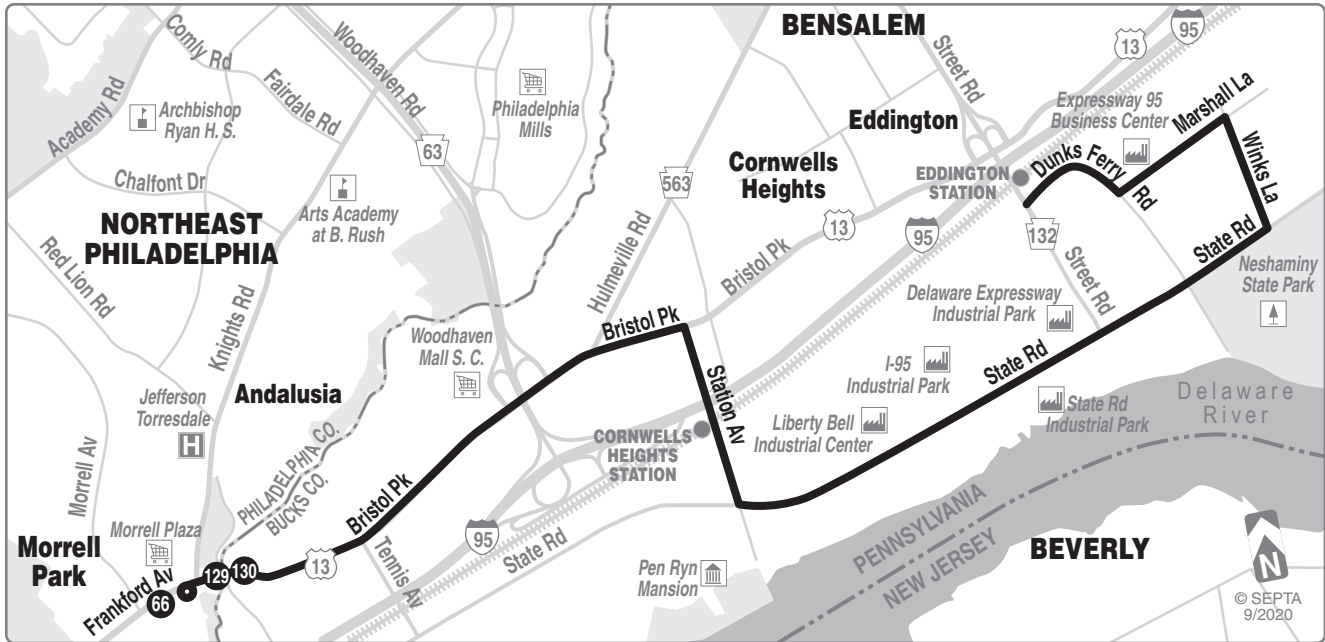 BENSALEM
13
95
Comly Rd
Woodhaven Rd
Street Rd
Academy Rd
Fairdale Rd
Archbishop
Ryan H. S.
Philadelphia
Mills
Expressway 95
Business Center
Marshall La
Eddington
63
Chalfont Dr
Cornwells
Heights
563
EDDINGTON
STATION
Dunks Ferry
Rd
Winks La
Arts Academy
at B. Rush
NORTHEAST
PHILADELPHIA
Red Lion Rd
Knights Rd
Hulmeville Rd
Bristol Pk
13
95
132
Street Rd
State Rd
Neshaminy
State Park
Delaware Expressway
Industrial Park
Woodhaven
Mall S. C.
Bristol Pk
Station Av
I-95
Industrial Park
State Rd
Jefferson
Torresdale
H
Andalusia
Delaware
River
Liberty Bell
Industrial Center
State Rd
Industrial Park
CORNWELLS
HEIGHTS
STATION
Morrell Av
PHILADELPHIA CO.
BUCKS CO.
Bristol Pk
Morrell Plaza
Morrell
Park
95
State Rd
Tennis Av
PENNSYLVANIA
NEW JERSEY
BEVERLY
Pen Ryn
Mansion
13
129
130
Frankford Av
66
N
© SEPTA
9/2020